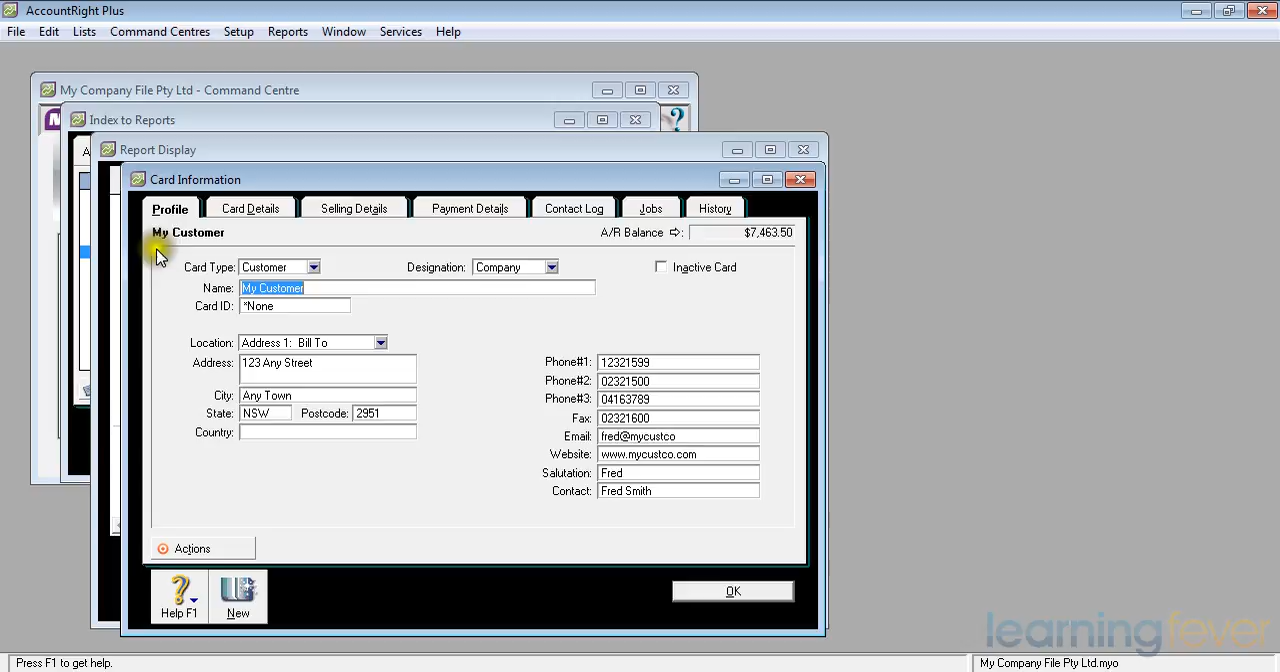 AccountRight Plus
File Edit Lists Command Centres Setup Reports Window Services Help
My Company File Pty Ltd - Command Centre
Index to Reports
Report Display
Card Information
Profile Card Details Selling Details Payment Details Contact Log Jobs History
My Customer A/R Balance $7,463.50
Card Type: Customer Designation: Company Inactive Card
Name: My Customer
Card ID: *None
Location: Address 1: Bill To
Address: 123 Any Street Phone#1: 12321599
Phone#2: 02321500
City: Any Town Phone#3: 04163789
State: NSW Postcode: 2951 Fax: 02321600
Country: Email: fred@mycustco
Website: www.mycustco.com
Salutation: Fred
Contact: Fred Smith
Actions
Help F1 New OK
learningfever
Press F1 to get help. My Company File Pty Ltd.myo